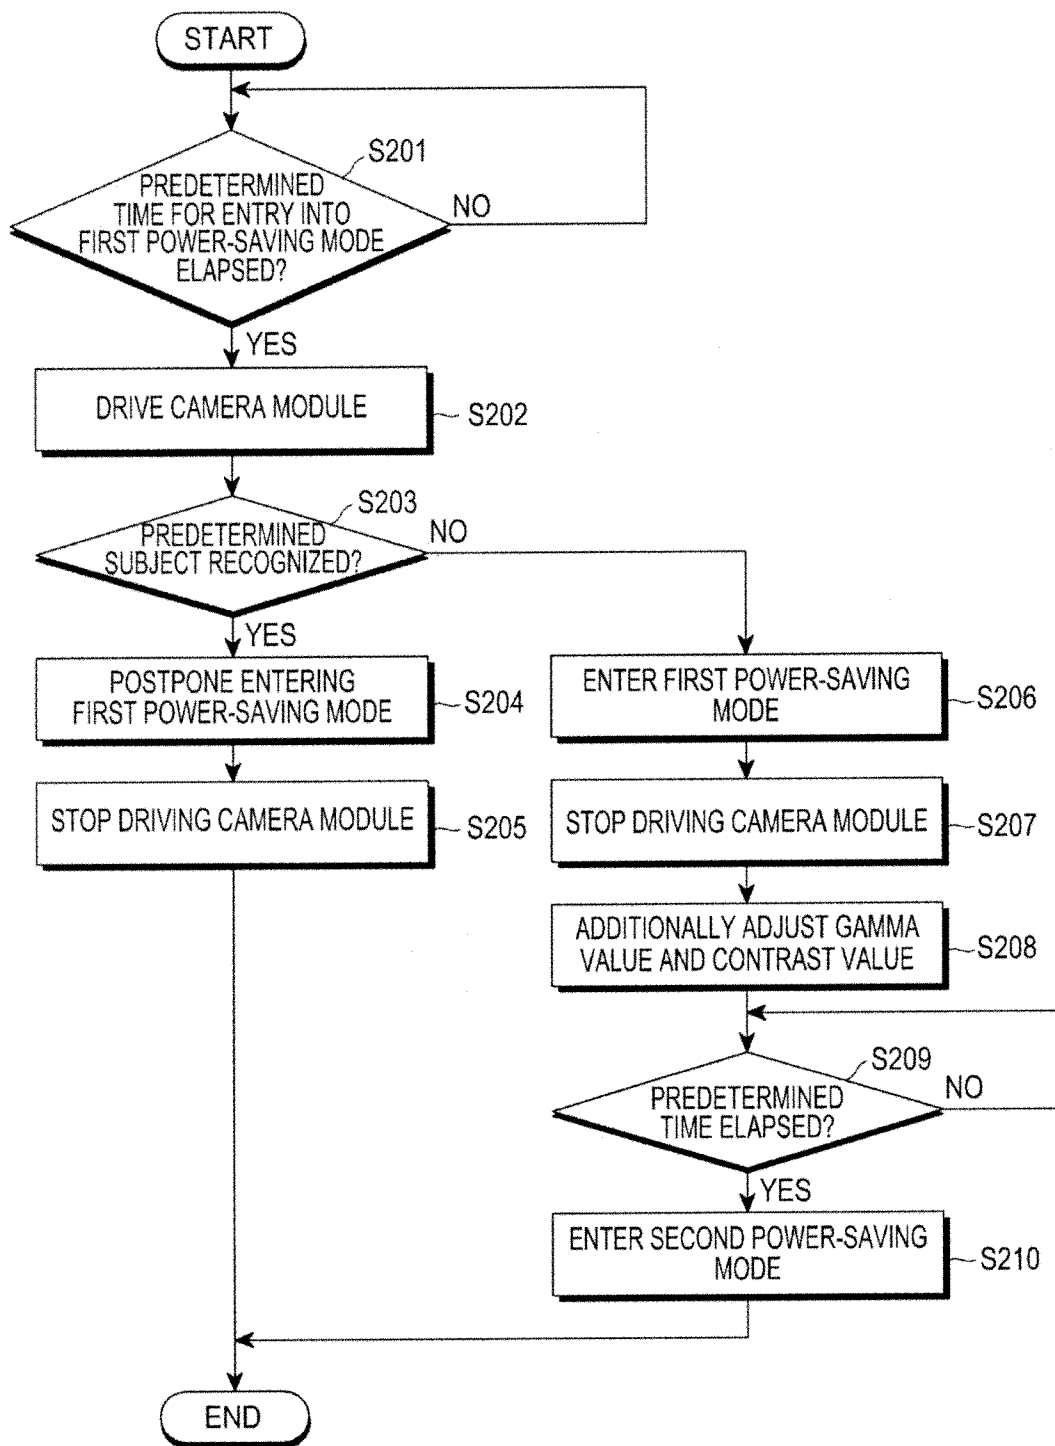 START
S201
PREDETERMINED
TIME FOR ENTRY INTO
FIRST POWER-SAVING MODE
ELAPSED?
NO
YES
DRIVE CAMERA MODULE
S202
S203
PREDETERMINED
SUBJECT RECOGNIZED?
NO
YES
POSTPONE ENTERING
FIRST POWER-SAVING MODE
S204
STOP DRIVING CAMERA MODULE
S205
ENTER FIRST POWER-SAVING
MODE
S206
STOP DRIVING CAMERA MODULE
S207
ADDITIONALLY ADJUST GAMMA
VALUE AND CONTRAST VALUE
S208
S209
PREDETERMINED
TIME ELAPSED?
NO
YES
ENTER SECOND POWER-SAVING
MODE
S210
END